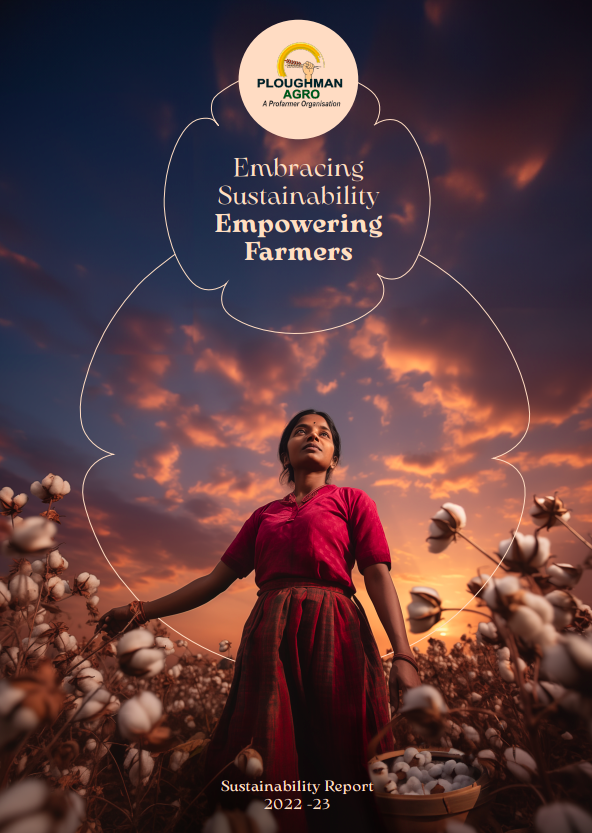 PLOUGHMAN
AGRO
A Profarmer Organisation
Embracing
Sustainability
Empowering
Farmers
Sustainability Report
2022 -23